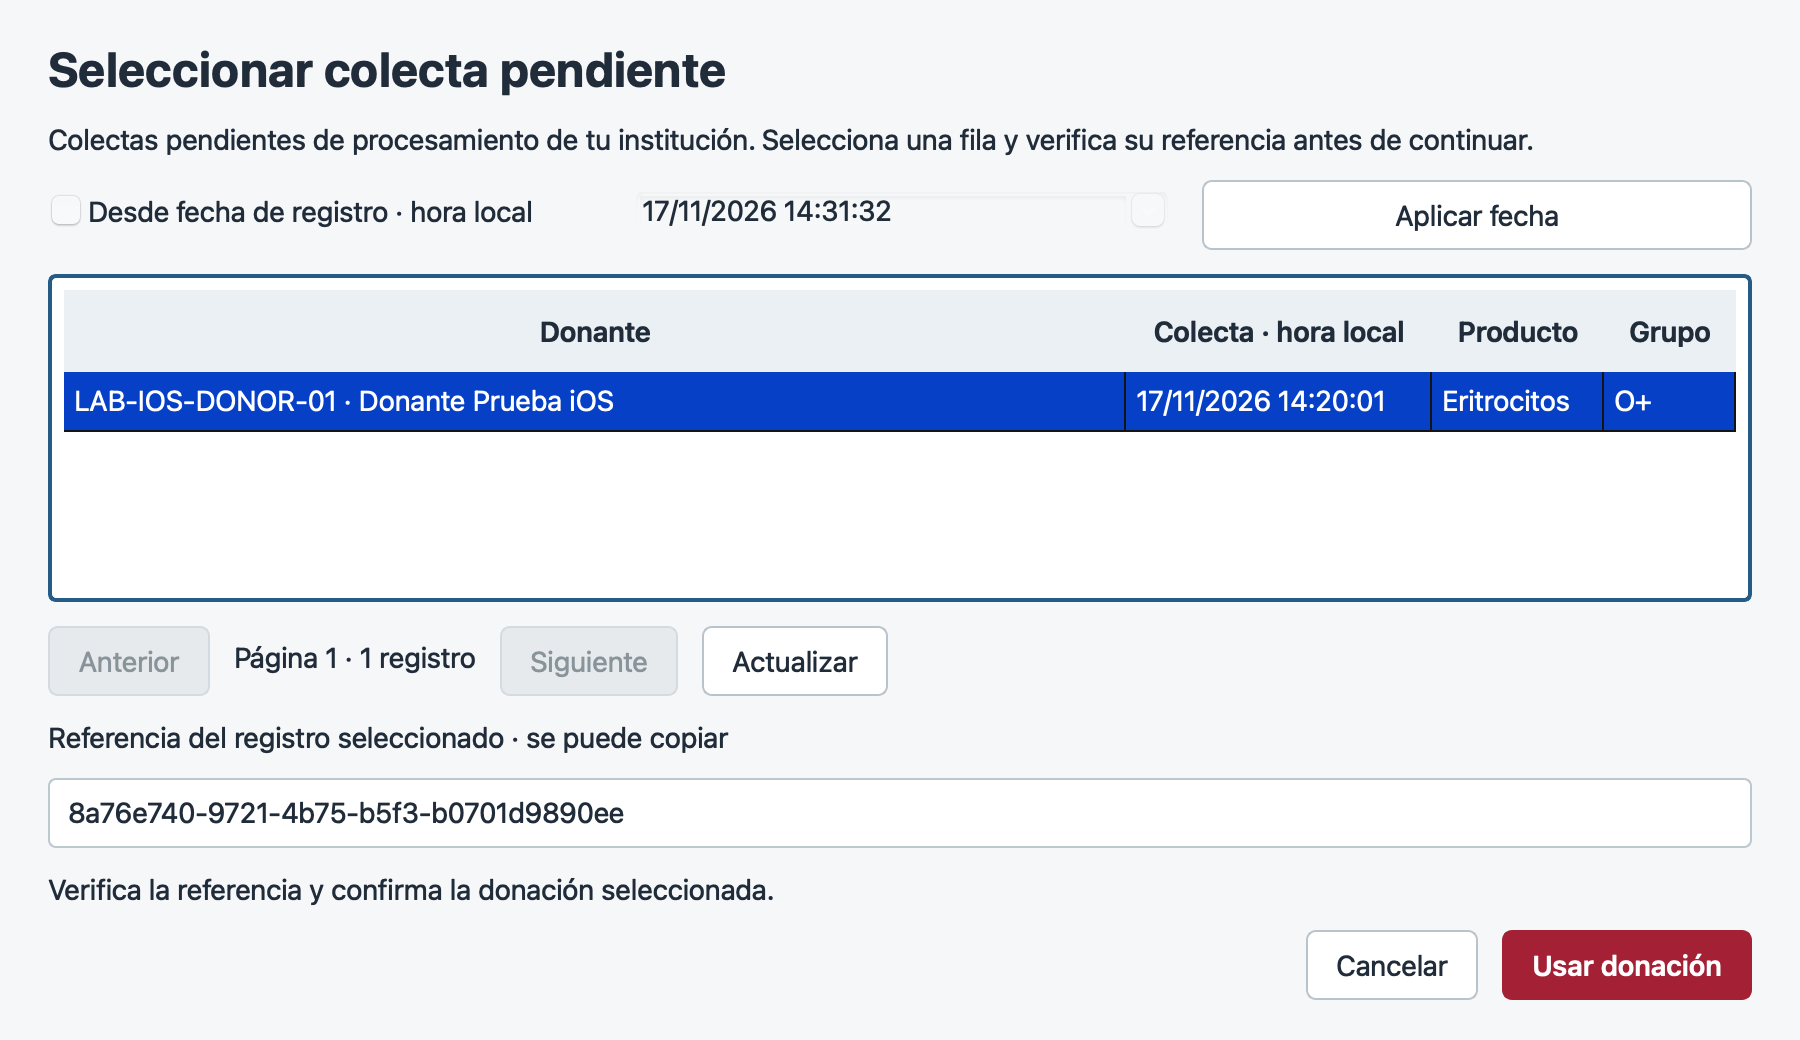 Seleccionar colecta pendiente
Colectas pendientes de procesamiento de tu institución. Selecciona una fila y verifica su referencia antes de continuar.
Desde fecha de registro · hora local 17/11/2026 14:31:32 Aplicar fecha
Donante Colecta · hora local Producto Grupo
LAB-IOS-DONOR-01 · Donante Prueba iOS 17/11/2026 14:20:01 Eritrocitos O+
Anterior Página 1 · 1 registro Siguiente Actualizar
Referencia del registro seleccionado · se puede copiar
8a76e740-9721-4b75-b5f3-b0701d9890ee
Verifica la referencia y confirma la donación seleccionada.
Cancelar Usar donación